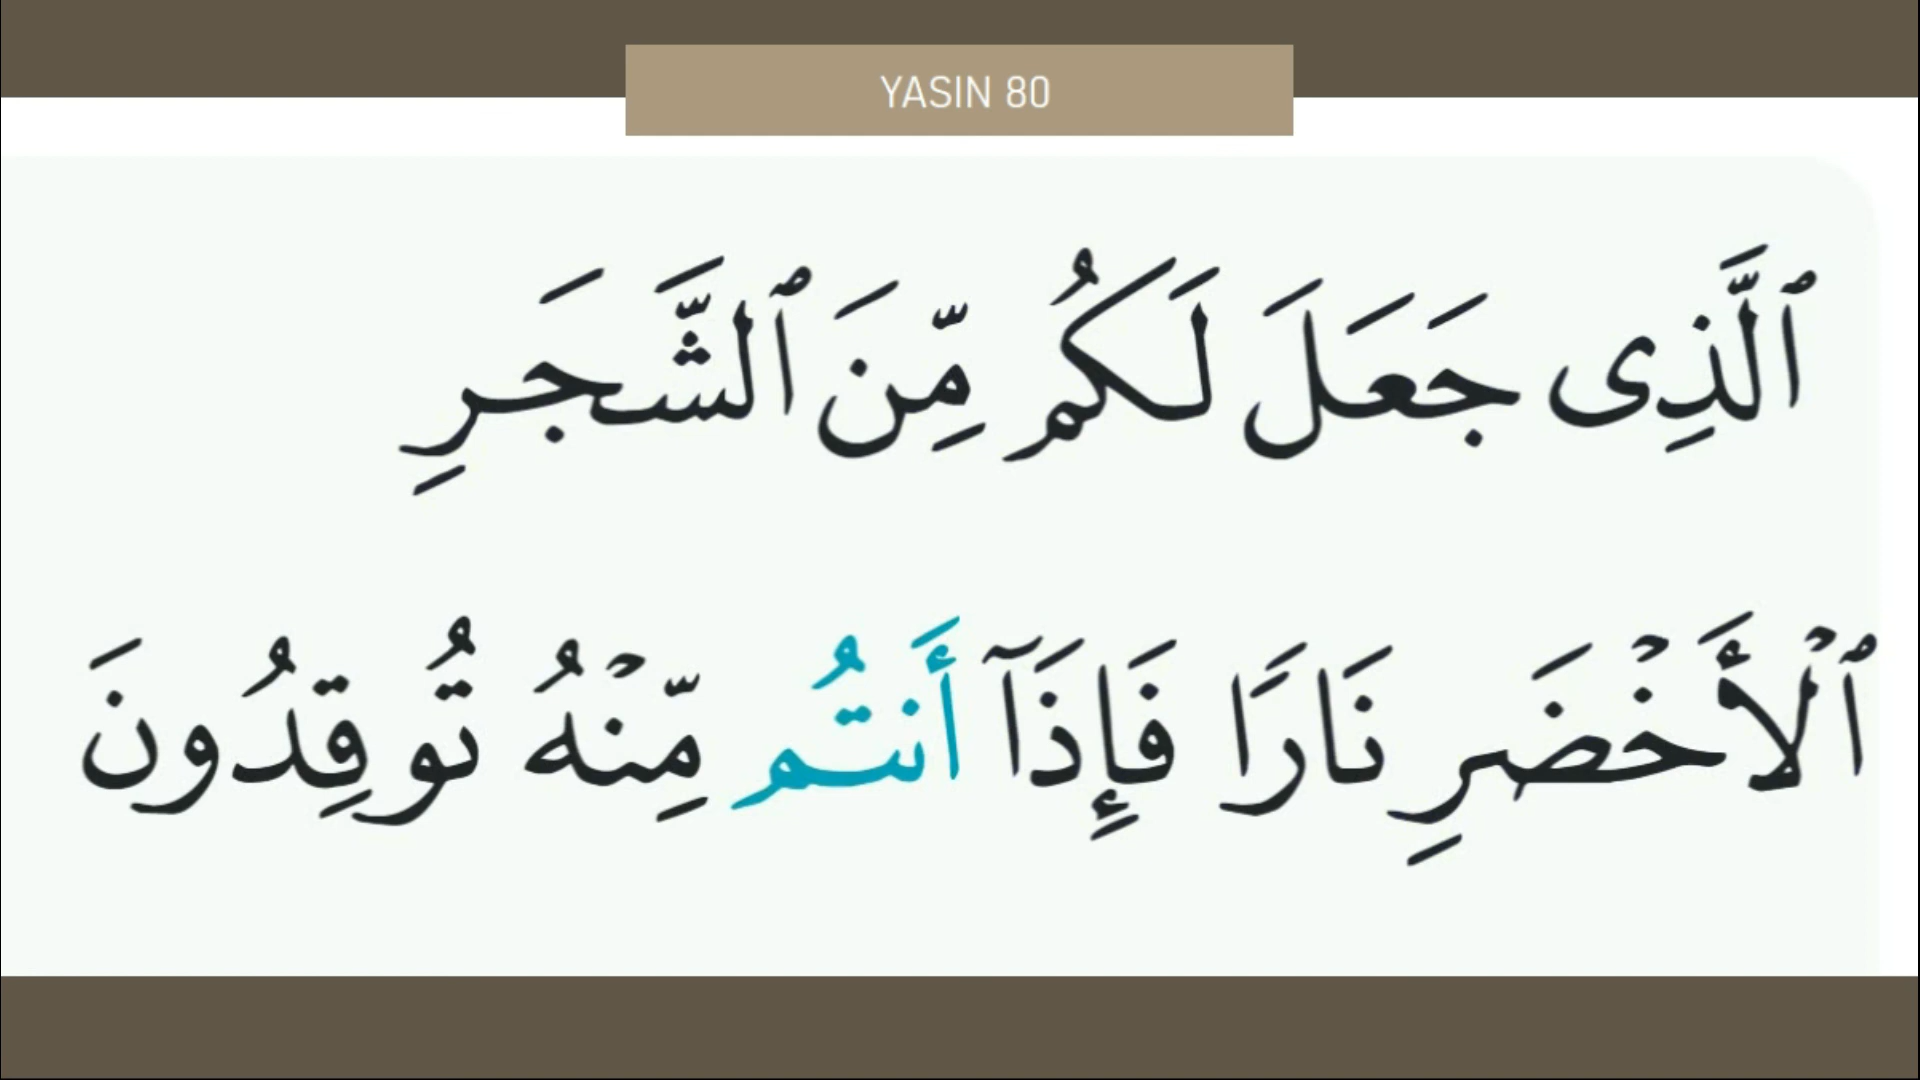 YASIN 80
ٱلَّذِى جَعَلَ لَكُم مِّنَ ٱلشَّجَرِ
ٱلْأَخْضَرِ نَارًا فَإِذَآ أَنتُم مِّنْهُ تُوقِدُونَ